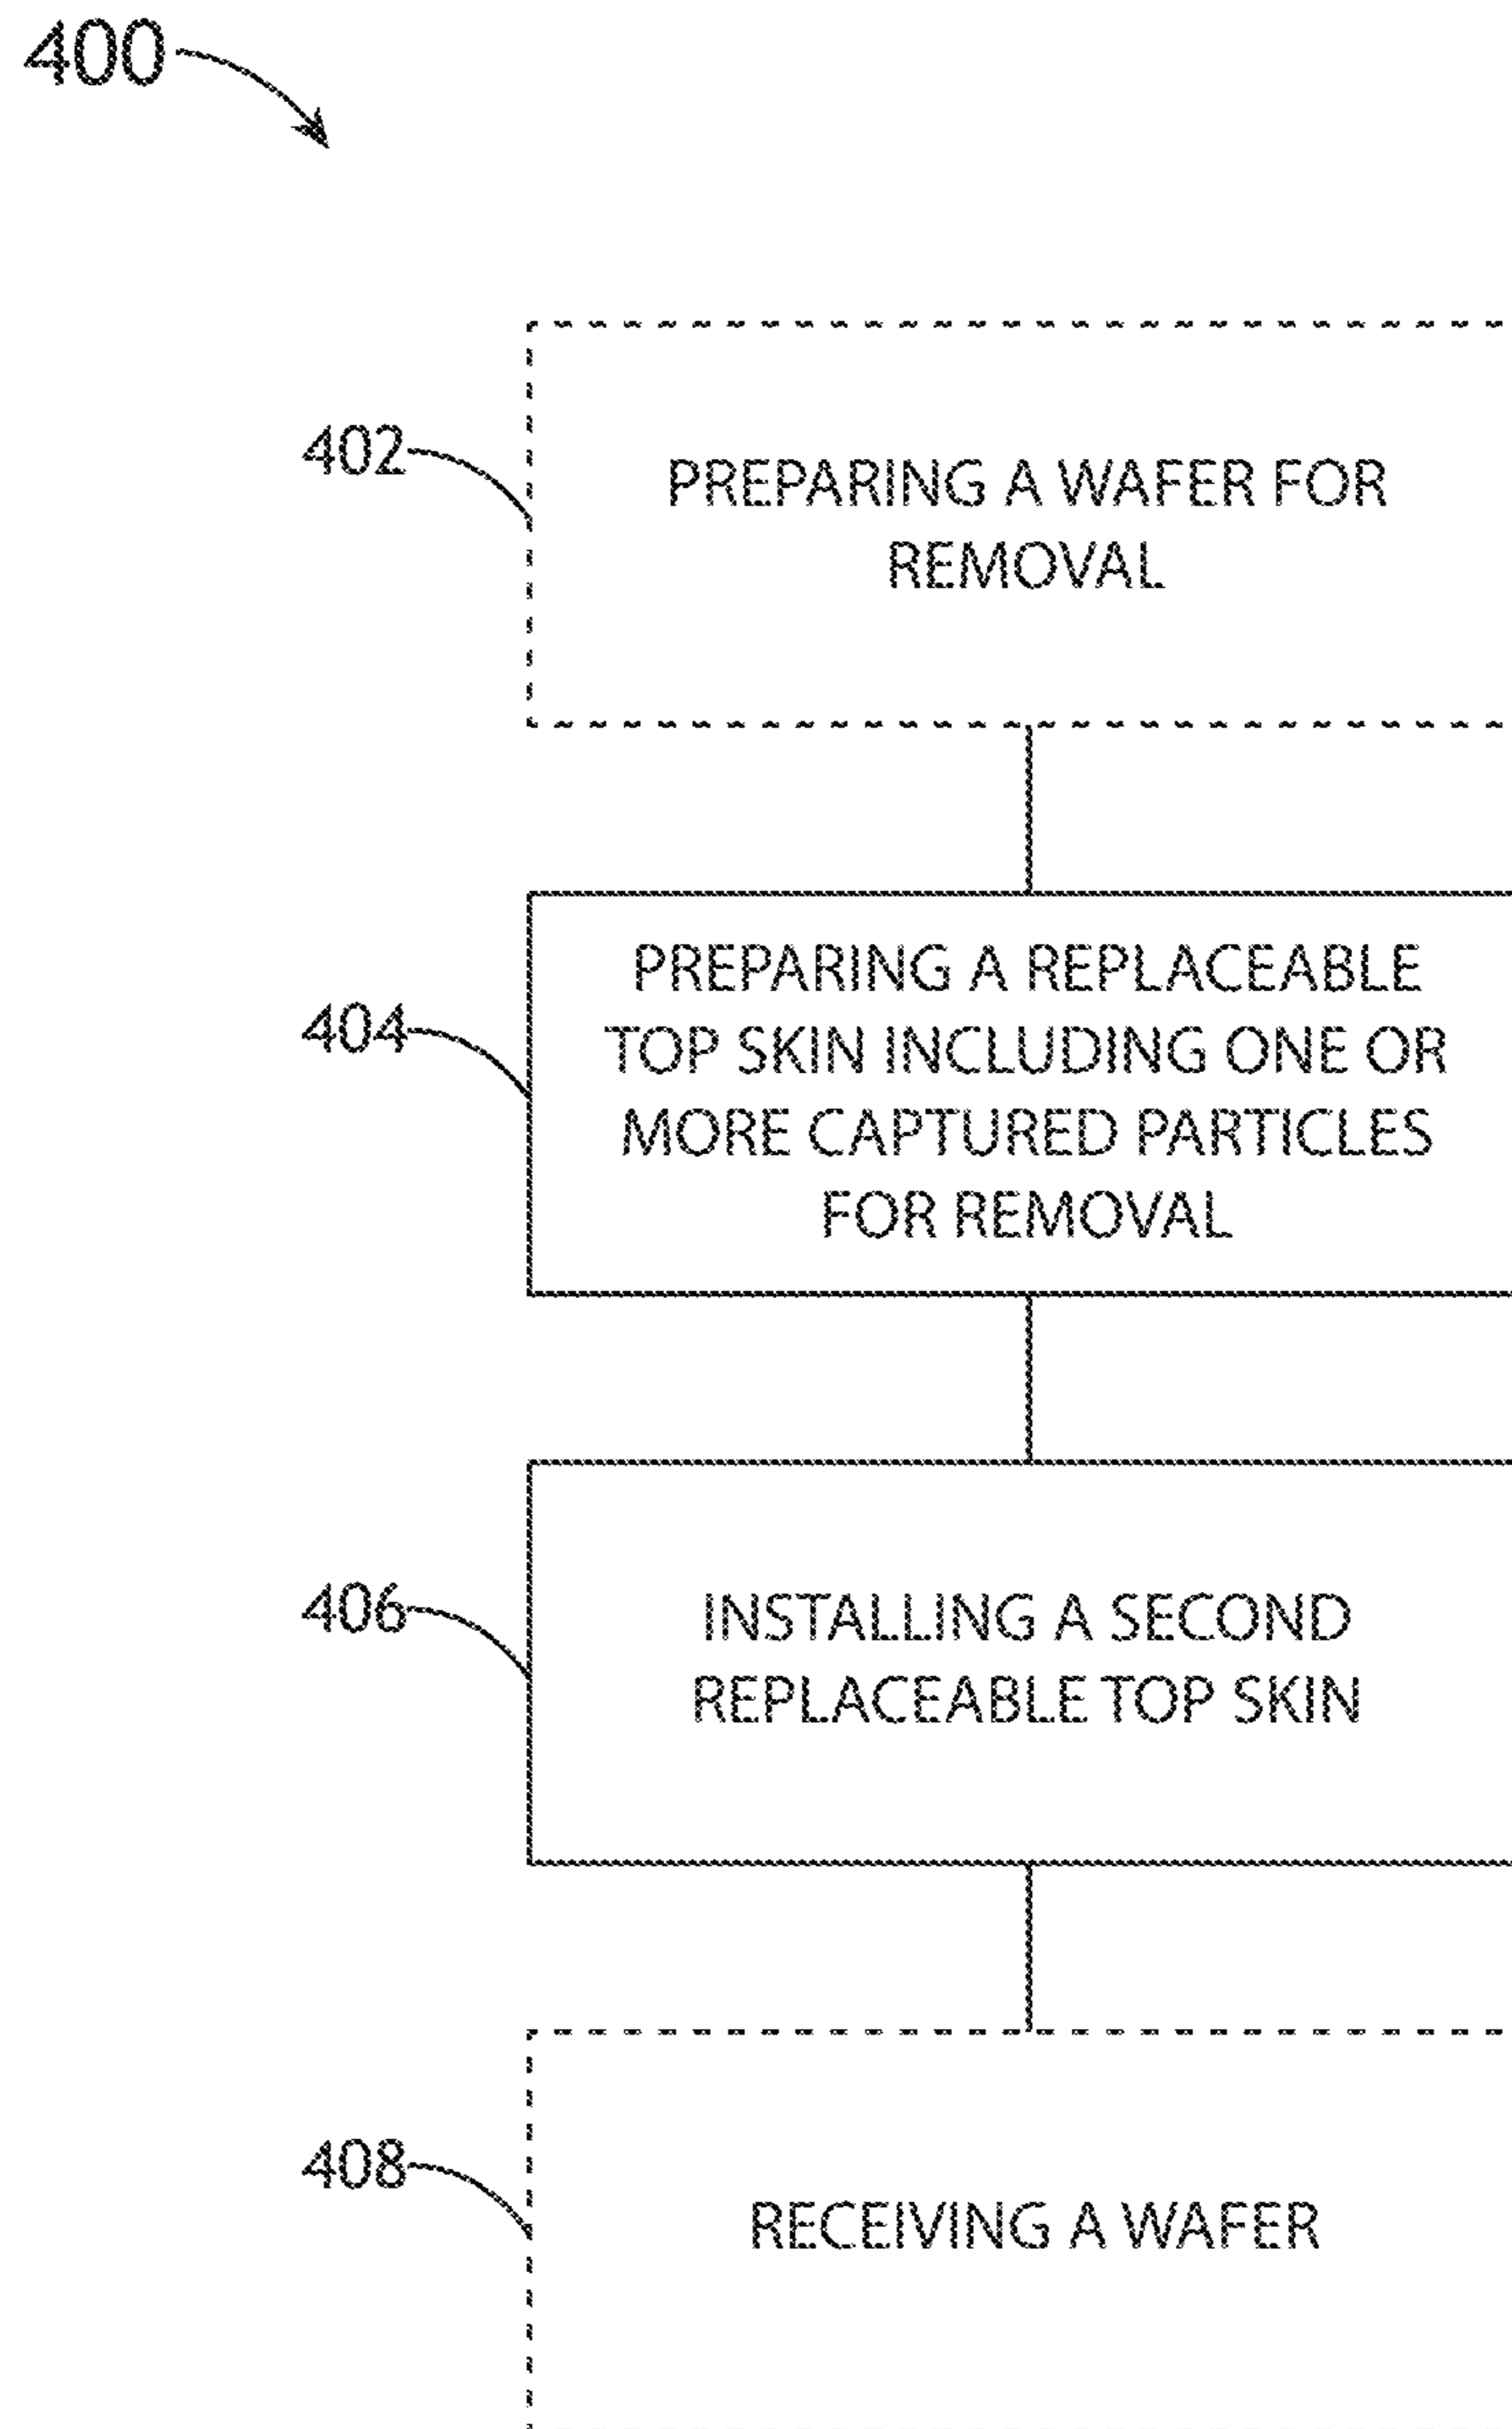 400
402
PREPARING A WAFER FOR
REMOVAL
404
PREPARING A REPLACEABLE
TOP SKIN INCLUDING ONE OR
MORE CAPTURED PARTICLES
FOR REMOVAL
406
INSTALLING A SECOND
REPLACEABLE TOP SKIN
408
RECEIVING A WAFER